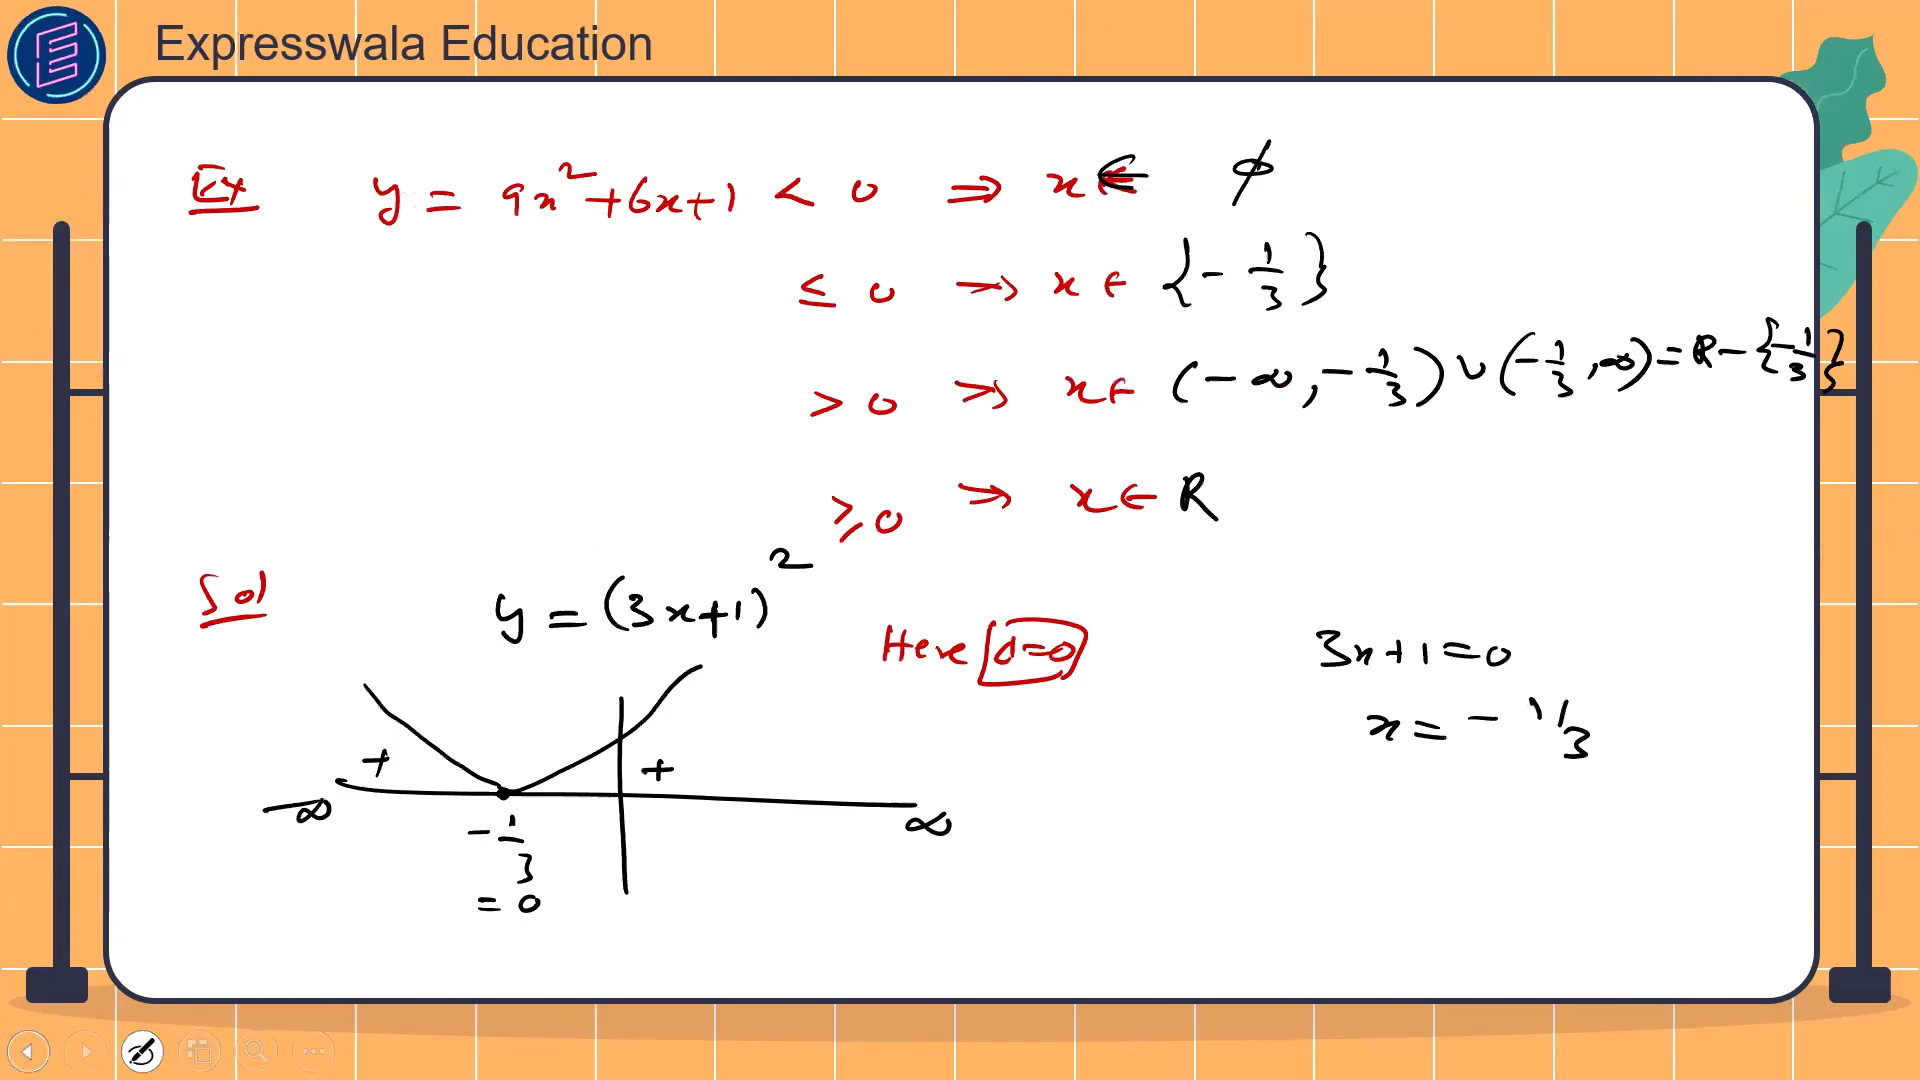 Expresswala Education
Ex y = 9x² + 6x + 1 < 0 ⇒ x ∈ ϕ
≤ 0 → x ∈ {- 1/3}
> 0 → x ∈ (-∞, -1/3) ∪ (-1/3, ∞) = R - {-1/3}
≥ 0 → x ∈ R
Sol y = (3x+1)²
Here D=0
3x+1=0
x = - 1/3
+ +
-∞ ∞
- 1/3
= 0